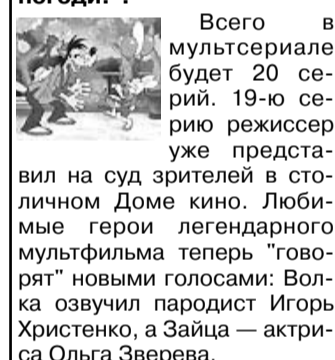 погоди!".
Всего в
мультсериале
будет 20 се-
рий. 19-ю се-
рию режиссер
уже предста-
вил на суд зрителей в сто-
личном Доме кино. Люби-
мые герои легендарного
мультфильма теперь "гово-
рят" новыми голосами: Вол-
ка озвучил пародист Игорь
Христенко, а Зайца — актри-
са Ольга Зверева.